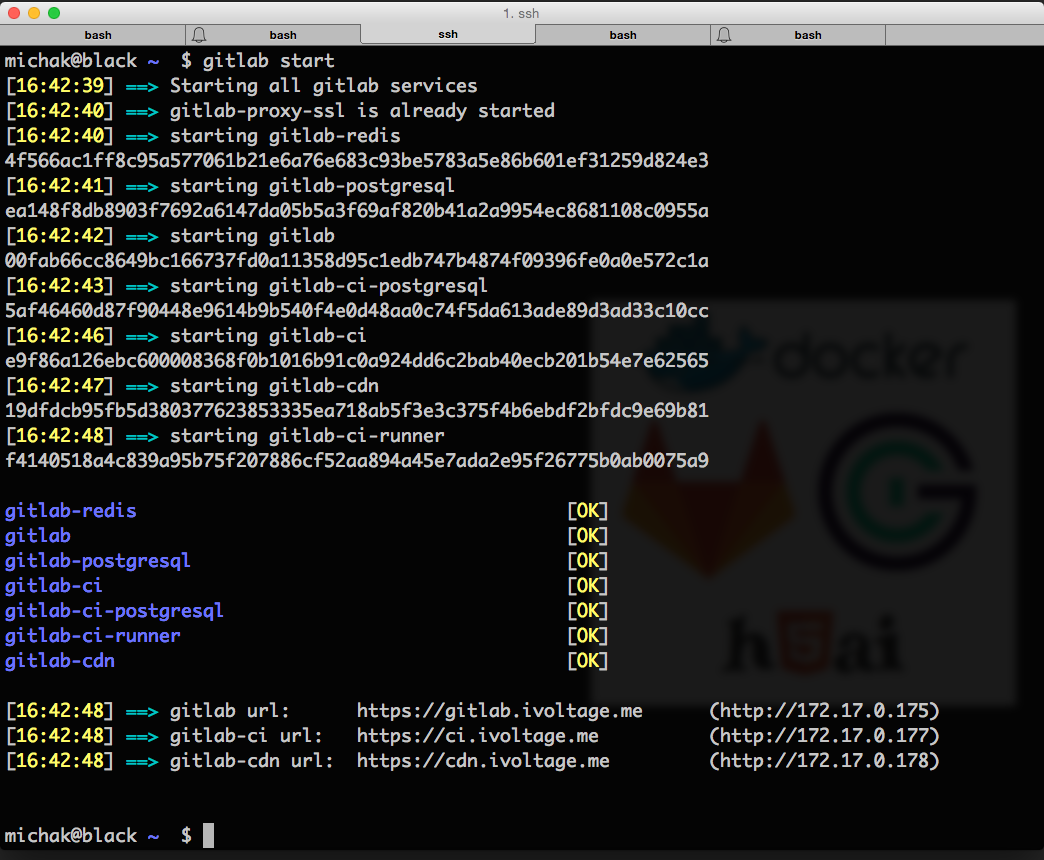 1. ssh
bash bash ssh bash bash
michak@black ~  $ gitlab start
[16:42:39] ==> Starting all gitlab services
[16:42:40] ==> gitlab-proxy-ssl is already started
[16:42:40] ==> starting gitlab-redis
4f566ac1ff8c95a577061b21e6a76e683c93be5783a5e86b601ef31259d824e3
[16:42:41] ==> starting gitlab-postgresql
ea148f8db8903f7692a6147da05b5a3f69af820b41a2a9954ec8681108c0955a
[16:42:42] ==> starting gitlab
00fab66cc8649bc166737fd0a11358d95c1edb747b4874f09396fe0a0e572c1a
[16:42:43] ==> starting gitlab-ci-postgresql
5af46460d87f90448e9614b9b540f4e0d48aa0c74f5da613ade89d3ad33c10cc
[16:42:46] ==> starting gitlab-ci
e9f86a126ebc600008368f0b1016b91c0a924dd6c2bab40ecb201b54e7e62565
[16:42:47] ==> starting gitlab-cdn
19dfdcb95fb5d380377623853335ea718ab5f3e3c375f4b6ebdf2bfdc9e69b81
[16:42:48] ==> starting gitlab-ci-runner
f4140518a4c839a95b75f207886cf52aa894a45e7ada2e95f26775b0ab0075a9
docker
gitlab-redis [OK]
gitlab [OK]
gitlab-postgresql [OK]
gitlab-ci [OK]
gitlab-ci-postgresql [OK]
gitlab-ci-runner [OK]
gitlab-cdn [OK]
h5ai
[16:42:48] ==> gitlab url: https://gitlab.ivoltage.me (http://172.17.0.175)
[16:42:48] ==> gitlab-ci url: https://ci.ivoltage.me (http://172.17.0.177)
[16:42:48] ==> gitlab-cdn url: https://cdn.ivoltage.me (http://172.17.0.178)
michak@black ~  $